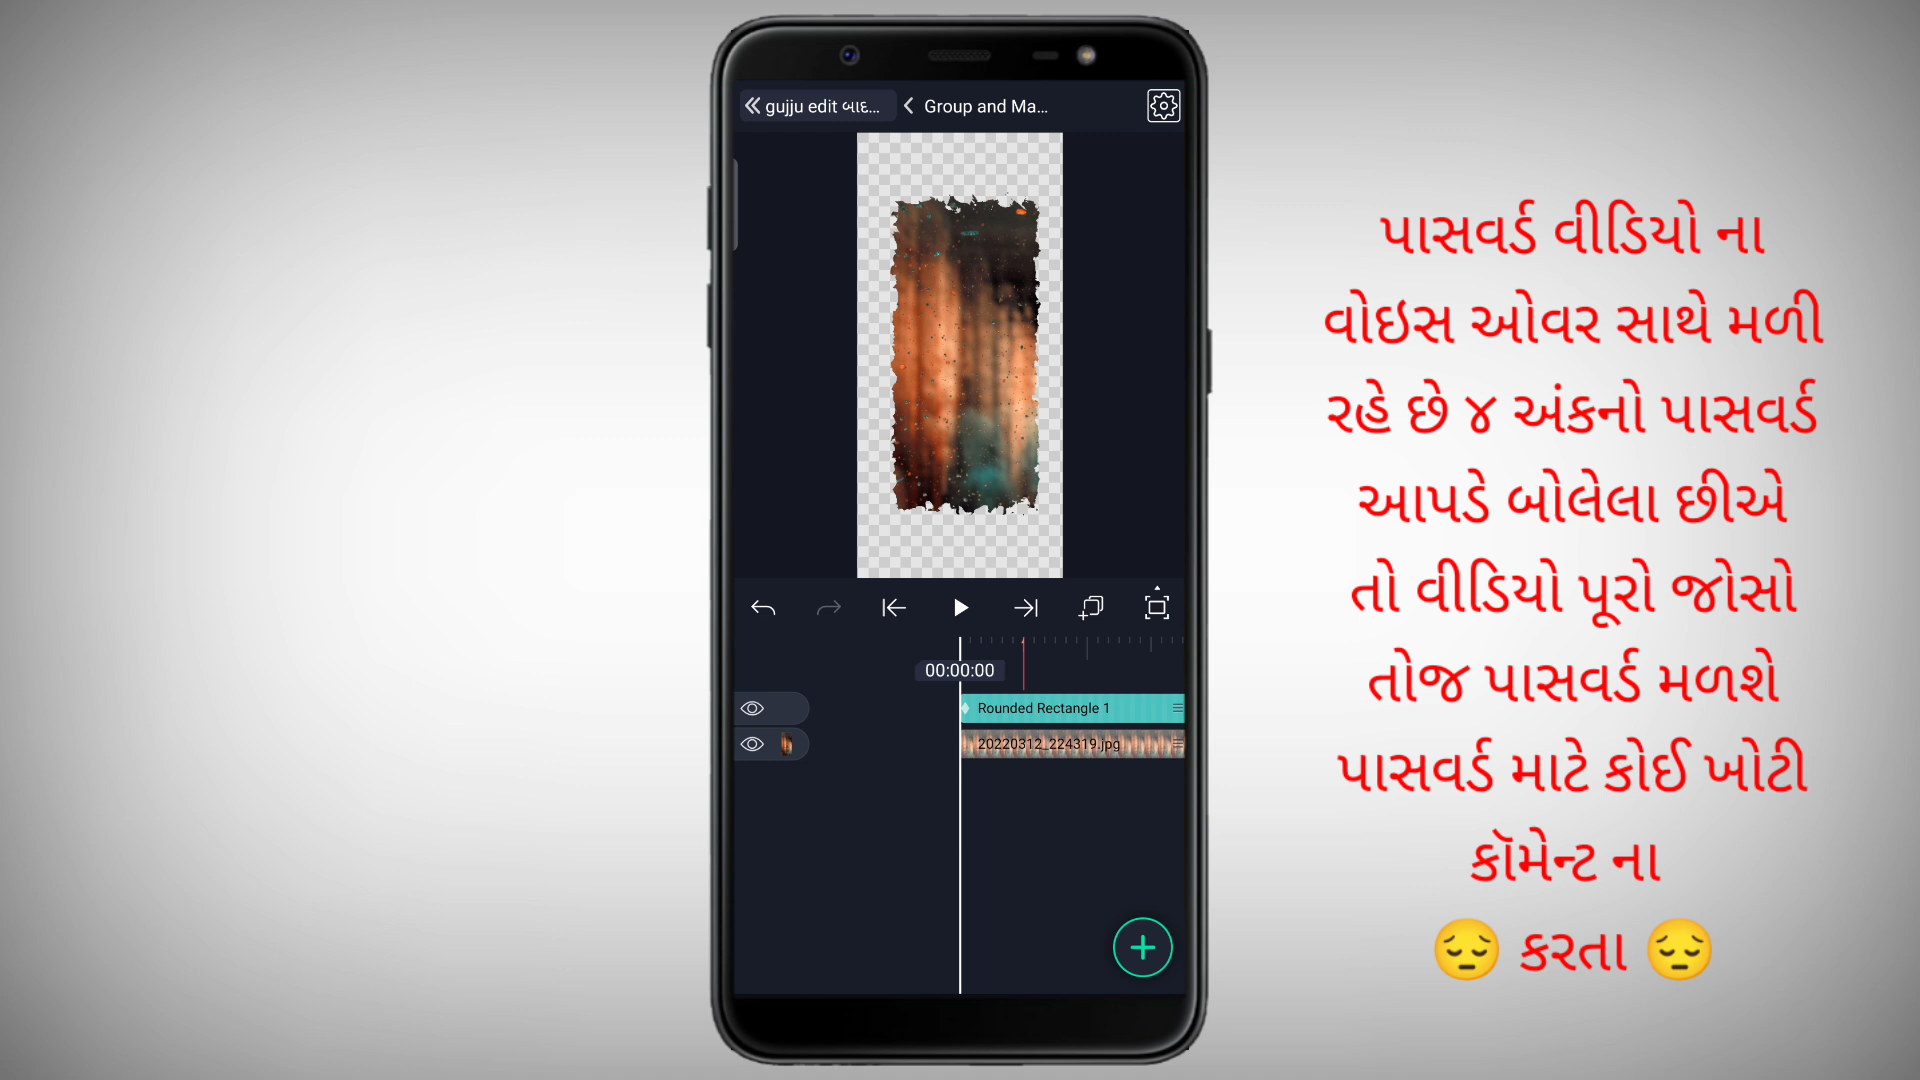 gujju edit બાદ... Group and Ma...
પાસવર્ડ વીડિયો ના
વોઇસ ઓવર સાથે મળી
રહે છે ૪ અંકનો પાસવર્ડ
આપડે બોલેલા છીએ
તો વીડિયો પૂરો જોસો
તોજ પાસવર્ડ મળશે
પાસવર્ડ માટે કોઈ ખોટી
કૉમેન્ટ ના
😔 કરતા 😔
00:00:00
Rounded Rectangle 1
20220312_224319.jpg